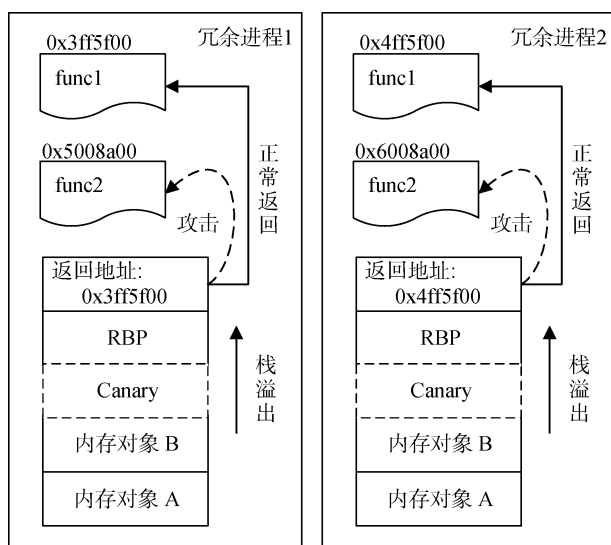 冗余进程1
0x3ff5f00
func1
0x5008a00
func2
正常返回
攻击
返回地址:
0x3ff5f00
RBP
Canary
内存对象 B
内存对象 A
栈溢出
冗余进程2
0x4ff5f00
func1
0x6008a00
func2
正常返回
攻击
返回地址:
0x4ff5f00
RBP
Canary
内存对象 B
内存对象 A
栈溢出